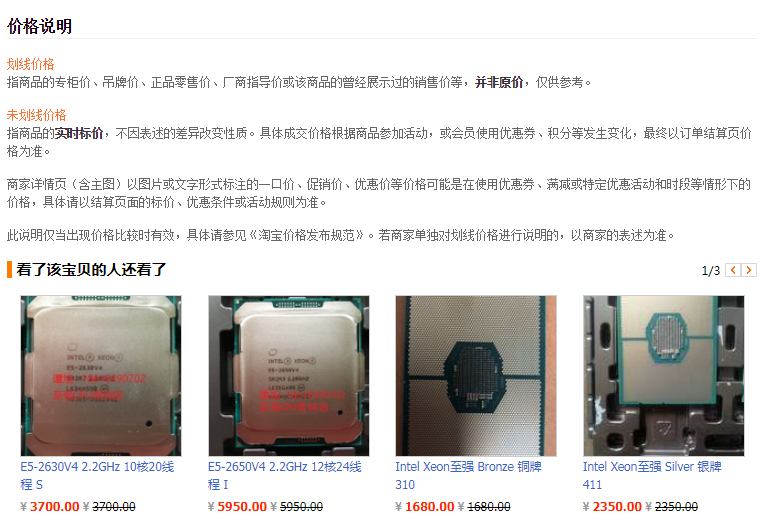 价格说明
划线价格
指商品的专柜价、吊牌价、正品零售价、厂商指导价或该商品的曾经展示过的销售价等，并非原价，仅供参考。
未划线价格
指商品的实时标价，不因表述的差异改变性质。具体成交价格根据商品参加活动，或会员使用优惠券、积分等发生变化，最终以订单结算页价
格为准。
商家详情页（含主图）以图片或文字形式标注的一口价、促销价、优惠价等价格可能是在使用优惠券、满减或特定优惠活动和时段等情形下的
价格，具体请以结算页面的标价、优惠条件或活动规则为准。
此说明仅当出现价格比较时有效，具体请参见《淘宝价格发布规范》。若商家单独对划线价格进行说明的，以商家的表述为准。
看了该宝贝的人还看了
1/3
INTEL XEON
E5-2630V4
INTEL XEON
E5-2650V4
SR2N3 2.20GHZ
E5-2630V4 2.2GHz 10核20线
程 S
E5-2650V4 2.2GHz 12核24线
程 I
Intel Xeon至强 Bronze 铜牌
310
Intel Xeon至强 Silver 银牌
411
¥ 3700.00 ¥ 3700.00
¥ 5950.00 ¥ 5950.00
¥ 1680.00 ¥ 1680.00
¥ 2350.00 ¥ 2350.00